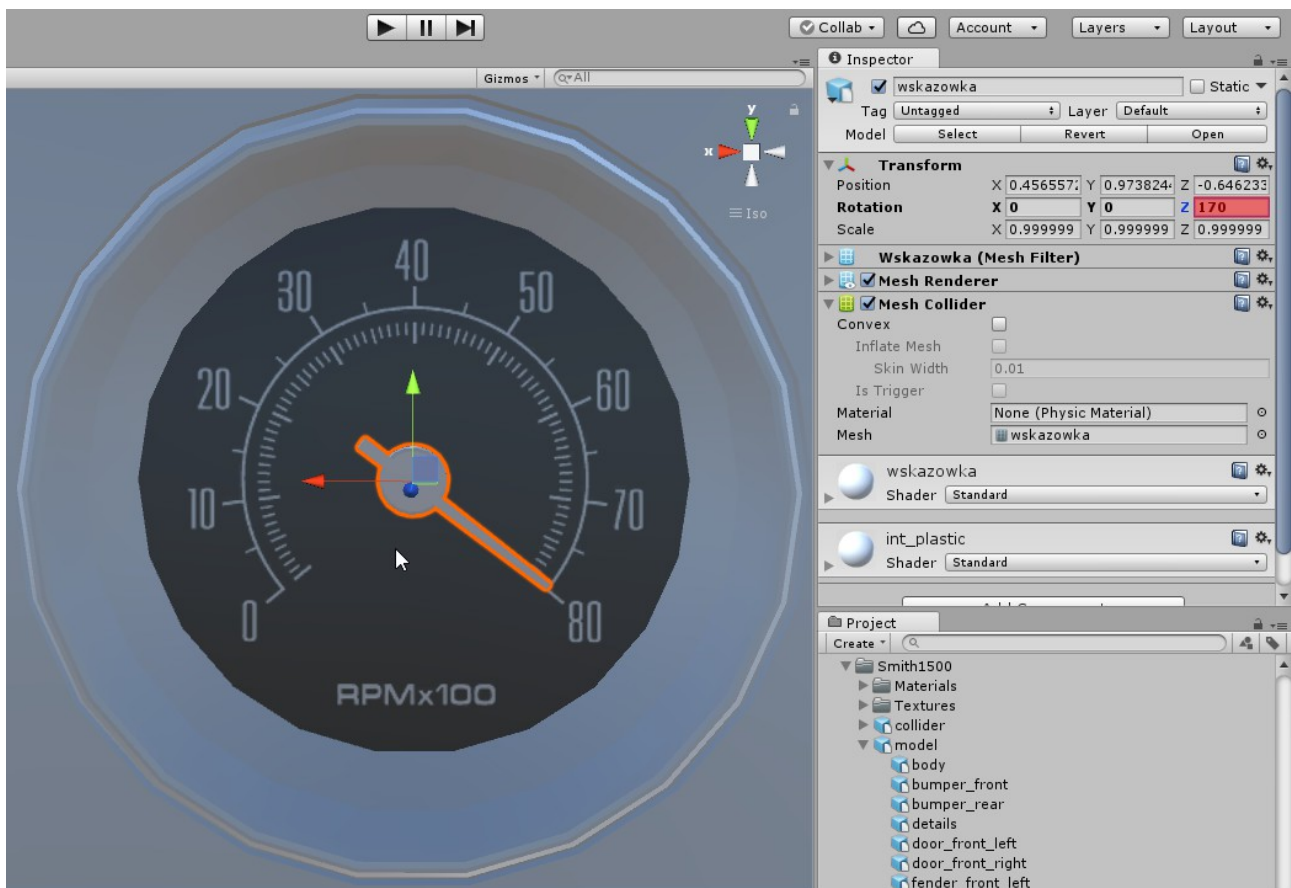 Collab Account Layers Layout
Gizmos All
Inspector
wskazowka Static
Tag Untagged Layer Default
Model Select Revert Open
Transform
Position X 0.4565572 Y 0.9738244 Z -0.646233
Rotation X 0 Y 0 Z 170
Scale X 0.999999 Y 0.999999 Z 0.999999
Wskazowka (Mesh Filter)
Mesh Renderer
Mesh Collider
Convex
Inflate Mesh
Skin Width 0.01
Is Trigger
Material None (Physic Material)
Mesh wskazowka
wskazowka
Shader Standard
int_plastic
Shader Standard
y
x
Iso
40
30 50
20 60
10 70
0 80
RPMx100
Project
Create
Smith1500
Materials
Textures
collider
model
body
bumper_front
bumper_rear
details
door_front_left
door_front_right
fender_front_left